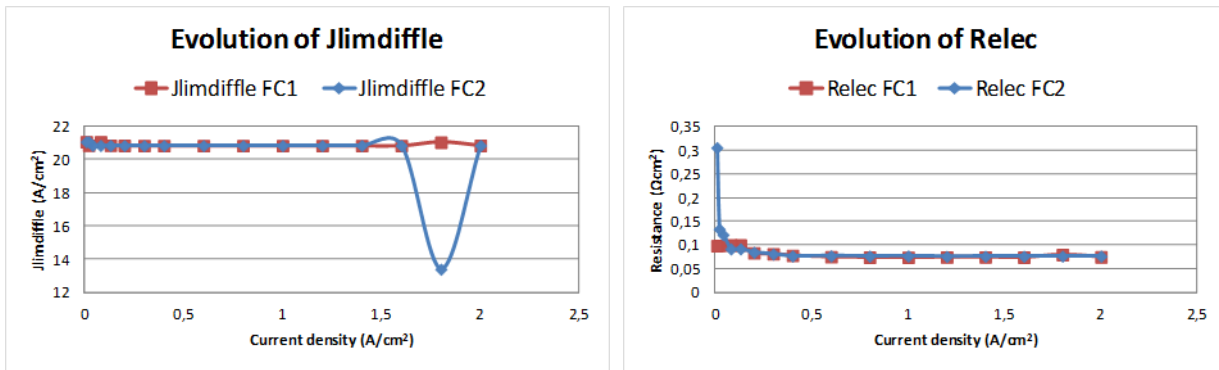 Evolution of Jlimdiffle
Jlimdiffle FC1 Jlimdiffle FC2
22
20
18
16
14
12
Jlimdiffle (A/cm²)
0 0,5 1 1,5 2 2,5
Current density (A/cm²)
Evolution of Relec
Relec FC1 Relec FC2
0,35
0,3
0,25
0,2
0,15
0,1
0,05
0
Resistance (Ωcm²)
0 0,5 1 1,5 2 2,5
Current density (A/cm²)